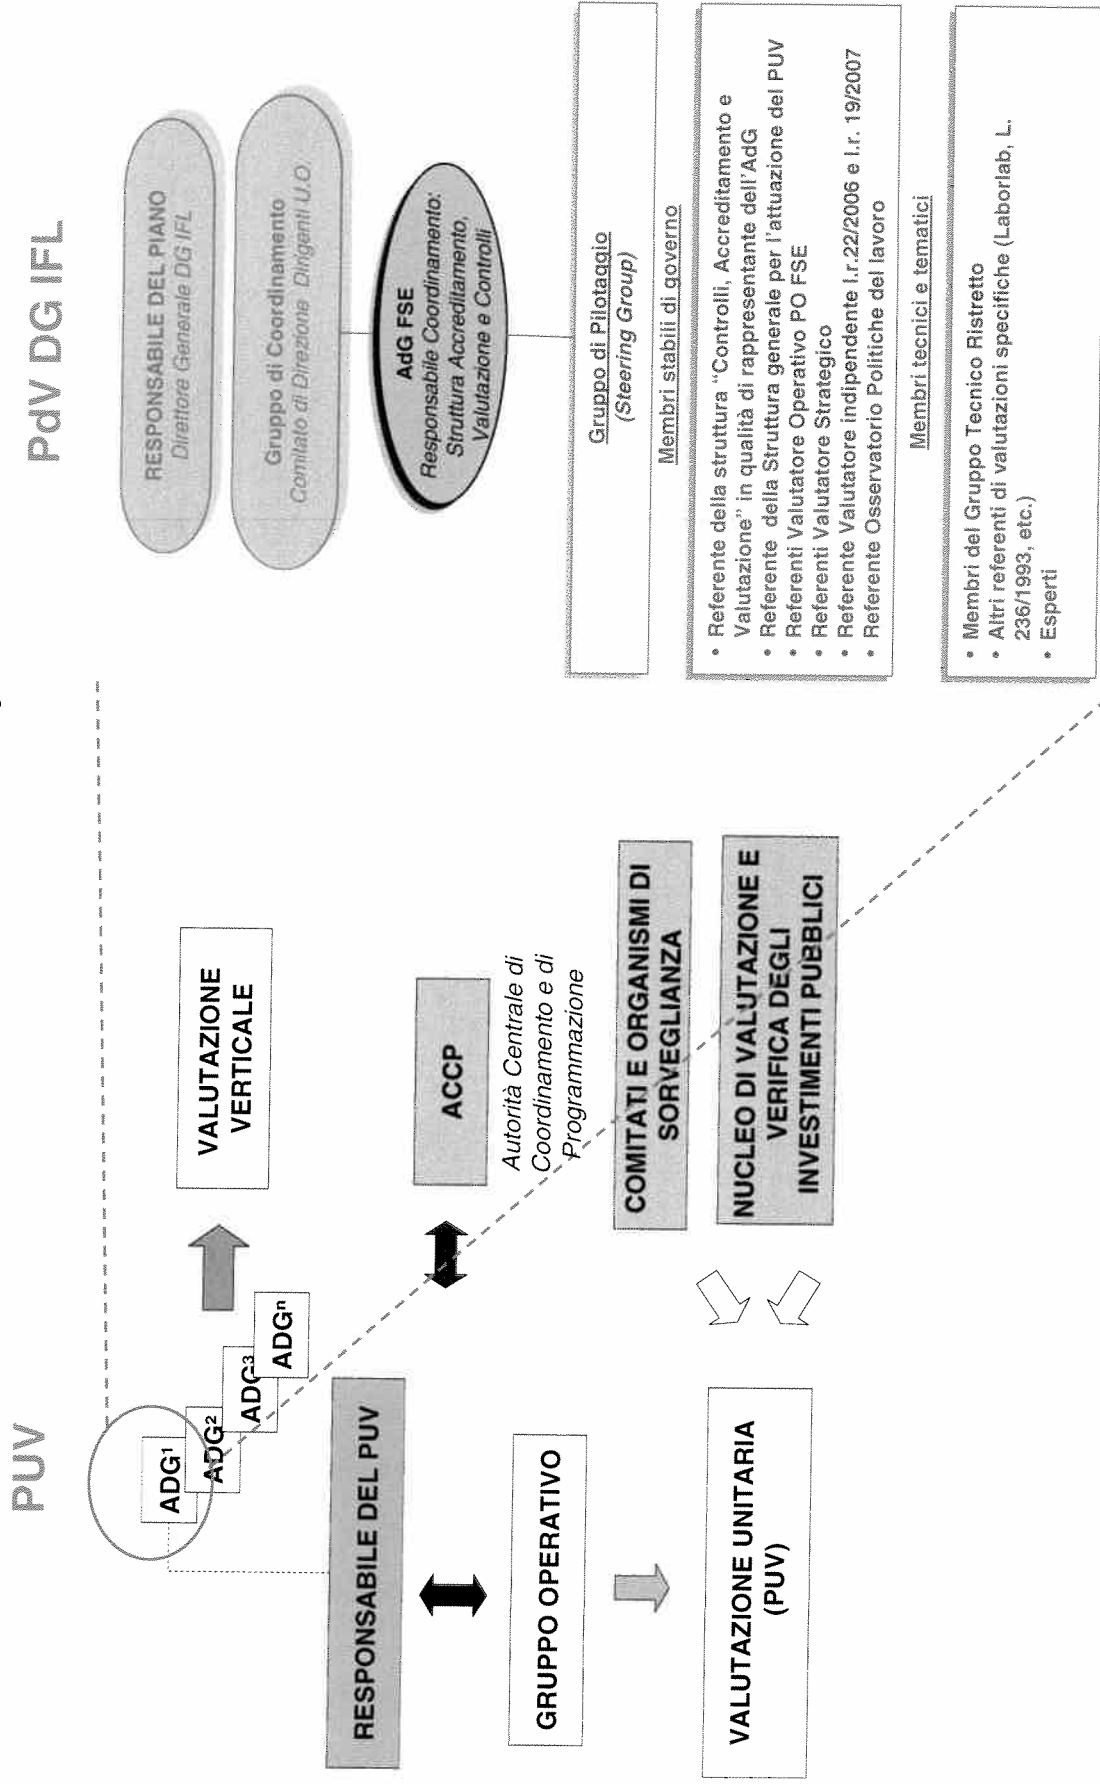 PUV
ADG¹
ADG²
ADG³
ADGⁿ
VALUTAZIONE
VERTICALE
RESPONSABILE DEL PUV
ACCP
Autorità Centrale di
Coordinamento e di
Programmazione
GRUPPO OPERATIVO
COMITATI E ORGANISMI DI
SORVEGLIANZA
NUCLEO DI VALUTAZIONE E
VERIFICA DEGLI
INVESTIMENTI PUBBLICI
VALUTAZIONE UNITARIA
(PUV)
PdV DG IFL
RESPONSABILE DEL PIANO
Direttore Generale DG IFL
Gruppo di Coordinamento
Comitato di Direzione Dirigenti U.O.
AdG FSE
Responsabile Coordinamento:
Struttura Accreditamento,
Valutazione e Controlli
Gruppo di Pilotaggio
(Steering Group)
Membri stabili di governo
• Referente della struttura “Controlli, Accreditamento e
Valutazione” in qualità di rappresentante dell’AdG
• Referente della Struttura generale per l’attuazione del PUV
• Referenti Valutatore Operativo PO FSE
• Referenti Valutatore Strategico
• Referente Valutatore indipendente l.r.22/2006 e l.r. 19/2007
• Referente Osservatorio Politiche del lavoro
Membri tecnici e tematici
• Membri del Gruppo Tecnico Ristretto
• Altri referenti di valutazioni specifiche (Laborlab, L.
236/1993, etc.)
• Esperti